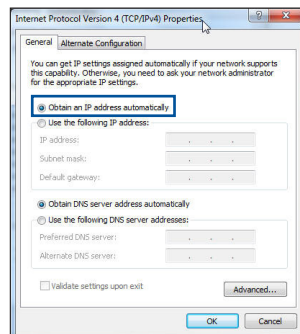 Internet Protocol Version 4 (TCP/IPv4) Properties
General
Alternate Configuration
You can get IP settings assigned automatically if your network supports
this capability. Otherwise, you need to ask your network administrator
for the appropriate IP settings.
Obtain an IP address automatically
Use the following IP address:
IP address:
Subnet mask:
Default gateway:
Obtain DNS server address automatically
Use the following DNS server addresses:
Preferred DNS server:
Alternate DNS server:
Validate settings upon exit
Advanced...
OK
Cancel